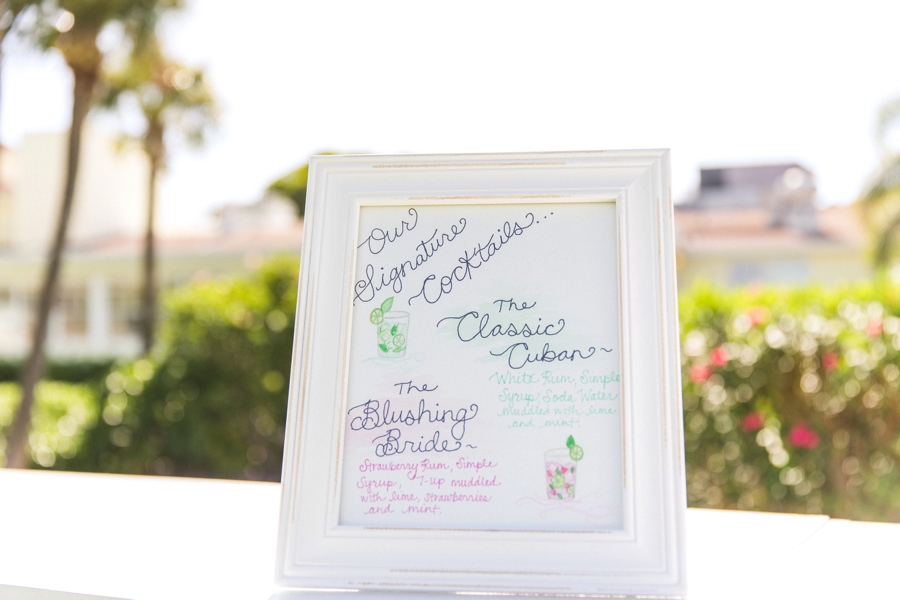 Our
Signature
Cocktails...
The
Classic
Cuban~
White Rum, Simple
Syrup, Soda Water
muddled with lime
and mint.
The
Blushing
Bride~
Strawberry Rum, Simple
Syrup, 7-up muddled
with lime, strawberries
and mint.